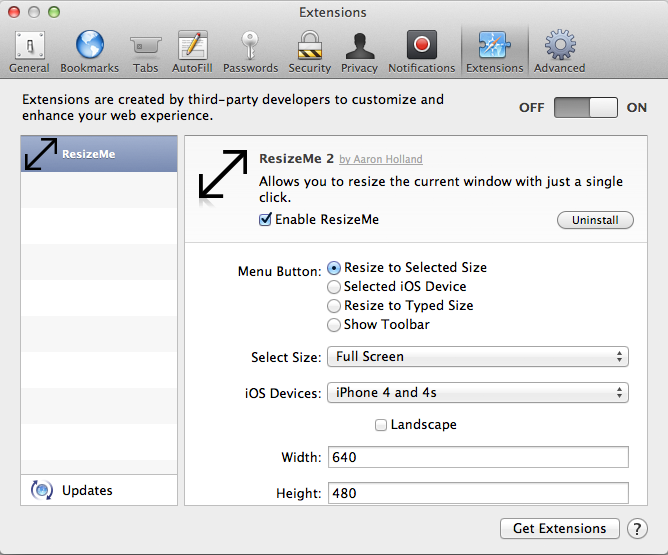 Extensions
General Bookmarks Tabs AutoFill Passwords Security Privacy Notifications Extensions Advanced
Extensions are created by third-party developers to customize and
enhance your web experience.
OFF ON
ResizeMe
ResizeMe 2 by Aaron Holland
Allows you to resize the current window with just a single
click.
Enable ResizeMe
Uninstall
Menu Button: Resize to Selected Size
Selected iOS Device
Resize to Typed Size
Show Toolbar
Select Size: Full Screen
iOS Devices: iPhone 4 and 4s
Landscape
Width: 640
Height: 480
Updates
Get Extensions ?